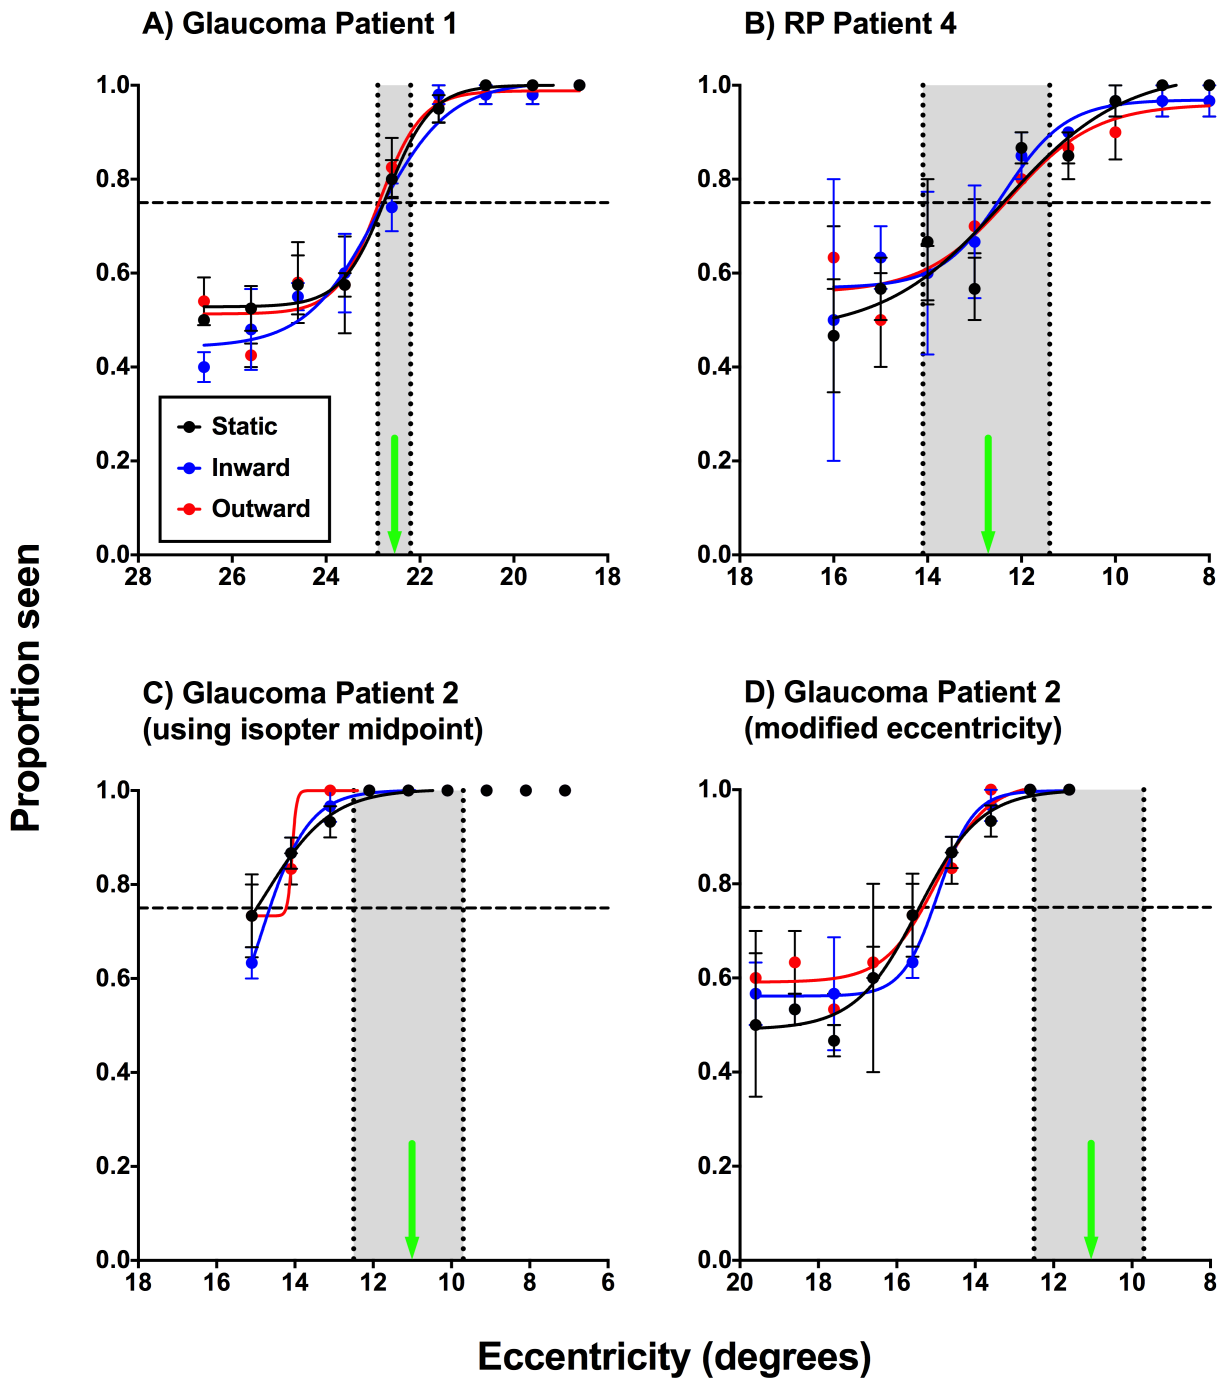 A) Glaucoma Patient 1
B) RP Patient 4
1.0
0.8
0.6
0.4
0.2
0.0
28 26 24 22 20 18
Static
Inward
Outward
1.0
0.8
0.6
0.4
0.2
0.0
18 16 14 12 10 8
Proportion seen
C) Glaucoma Patient 2
(using isopter midpoint)
D) Glaucoma Patient 2
(modified eccentricity)
1.0
0.8
0.6
0.4
0.2
0.0
16 14 12 10 8 6
18
1.0
0.8
0.6
0.4
0.2
0.0
20 18 16 14 12 10 8
Eccentricity (degrees)